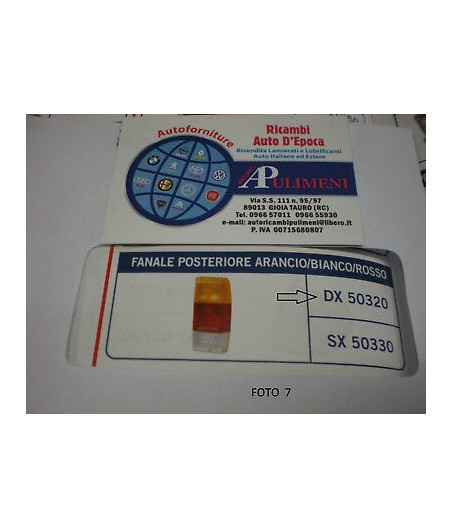 Sn
Autoforniture
Ricambi
Auto D'Epoca
Rivendita Lamierati e Lubrificanti
Auto Italiane ed Estere
PULIMENI
Via S.S. 111 n. 95/97
89013 GIOIA TAURO (RC)
Tel. 0966 57011 0966 55930
e-mail: autoricambipulimeni@libero.it
P. IVA 00715680807
FANALE POSTERIORE ARANCIO/BIANCO/ROSSO
DX 50320
SX 50330
FOTO 7